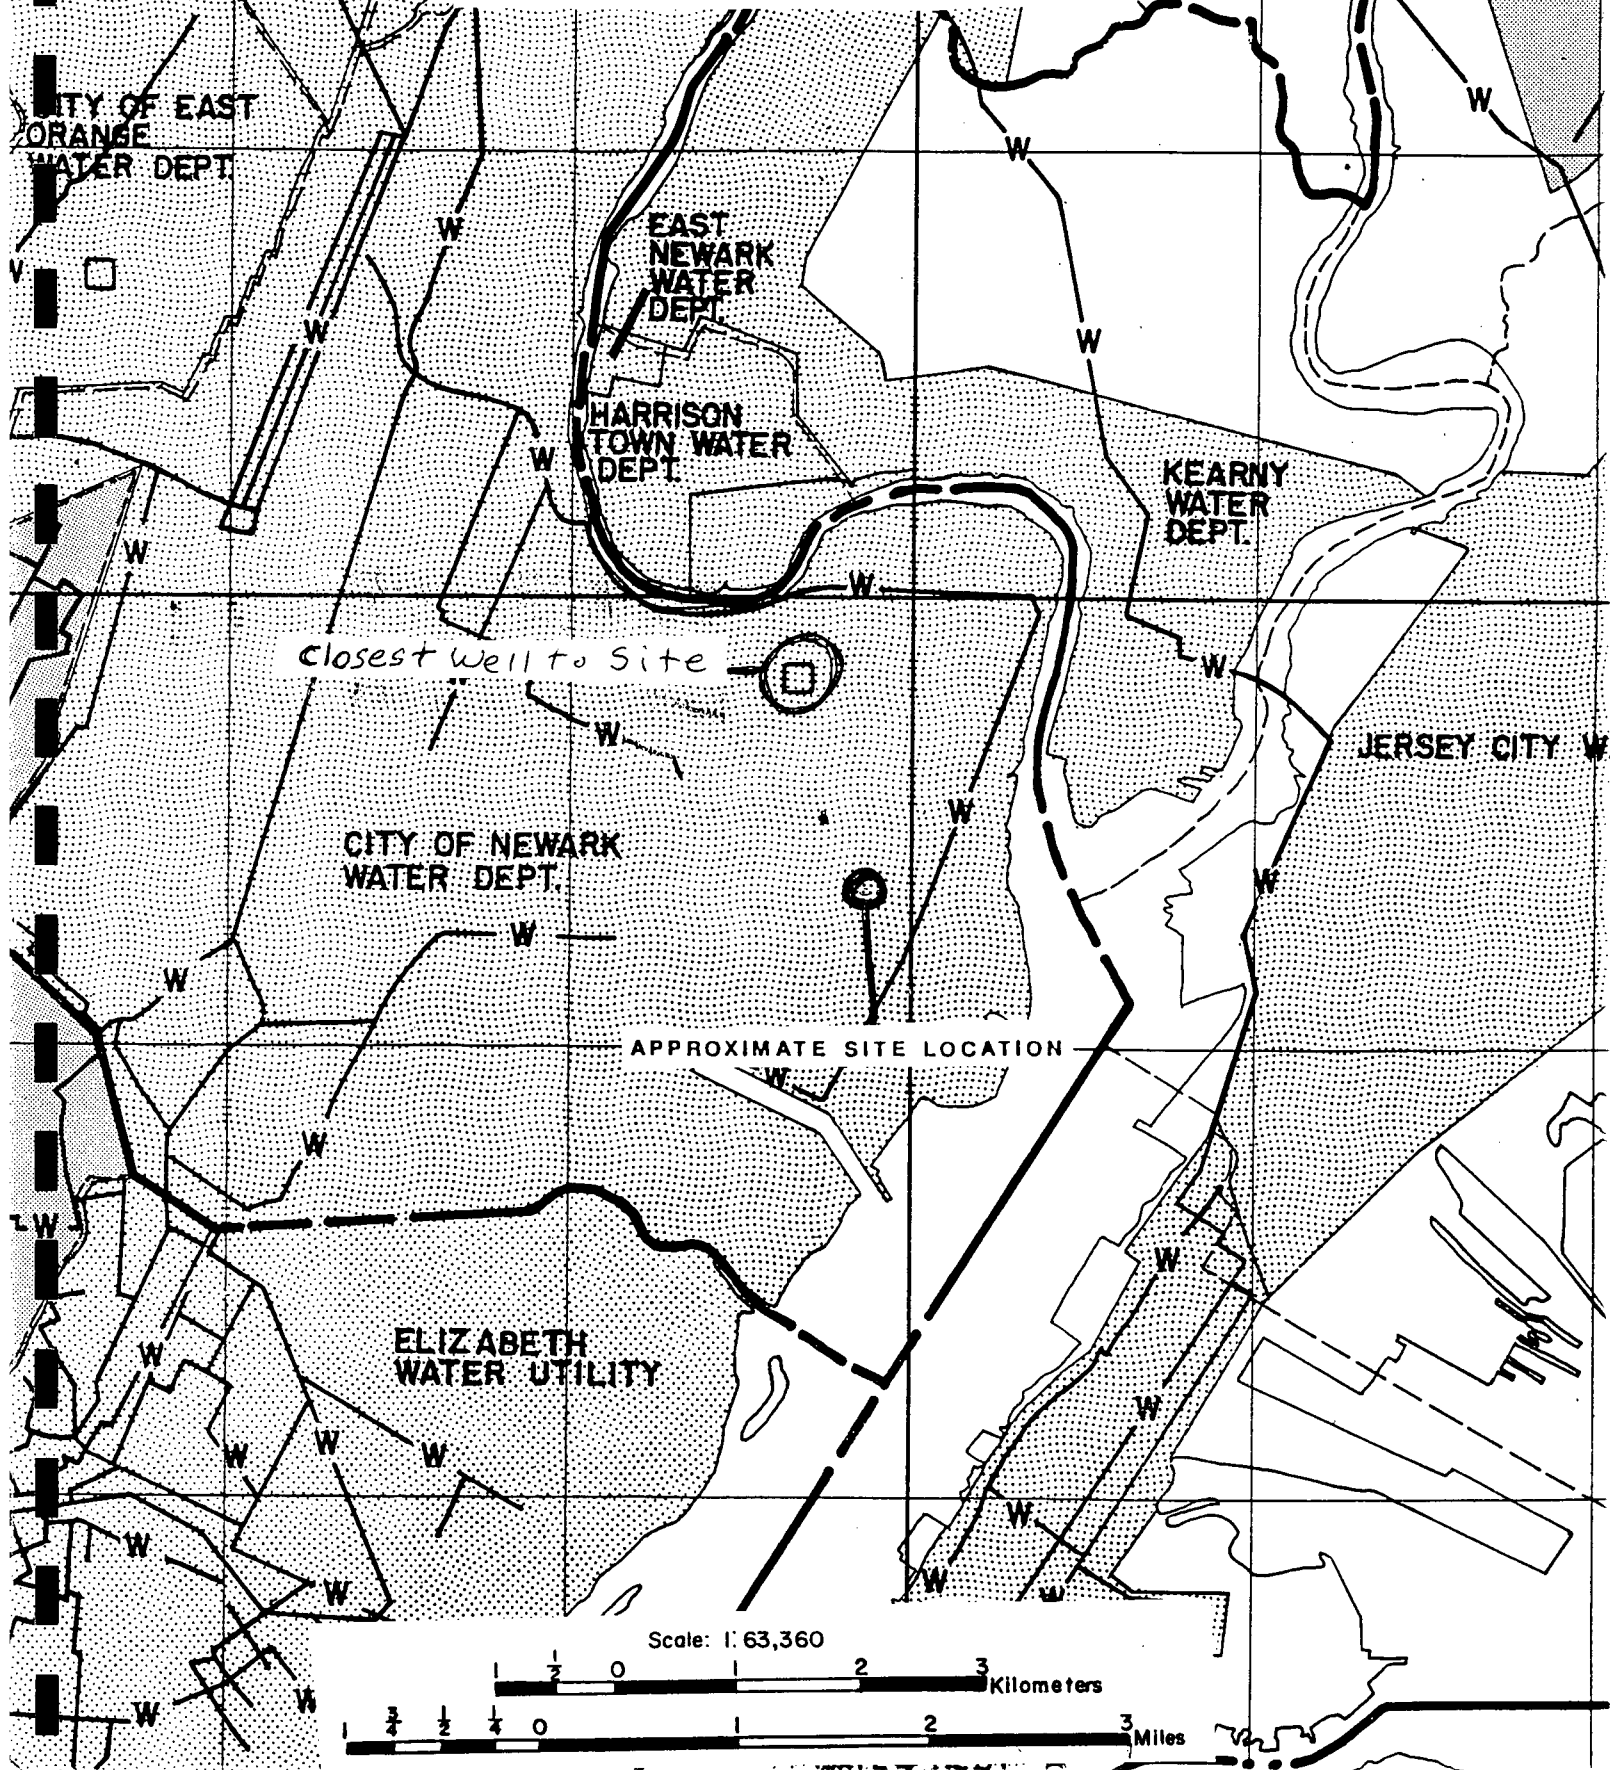 CITY OF EAST
ORANGE
WATER DEPT.
W
W
W
W
EAST
NEWARK
WATER
DEPT.
W
W
W
HARRISON
TOWN WATER
DEPT.
W
KEARNY
WATER
DEPT.
W
W
closest well to Site
W
W
JERSEY CITY W
W
CITY OF NEWARK
WATER DEPT.
W
W
W
APPROXIMATE SITE LOCATION
W
W
W
W
ELIZABETH
WATER UTILITY
W
W
W
W
W
W
W
W
W
W
W
W
Scale: 1:63,360
1 ½ 0 1 2 3
Kilometers
1 ¾ ½ ¼ 0 1 2 3
Miles